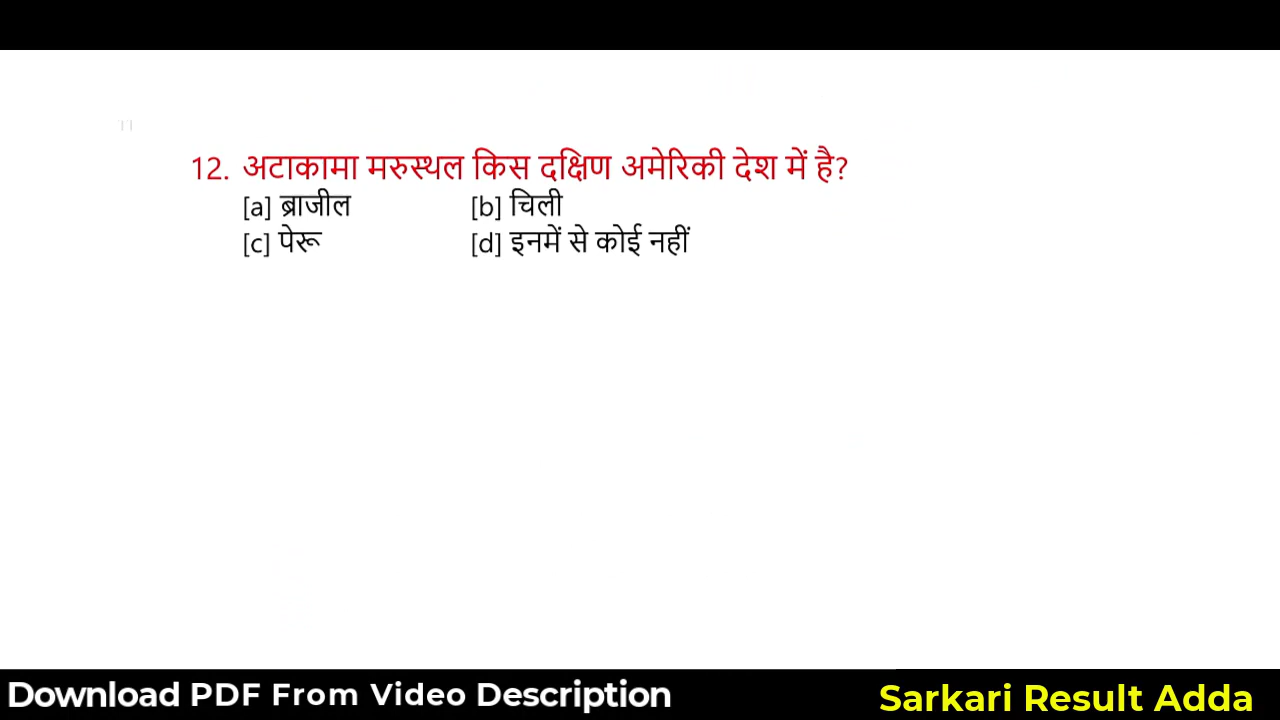 12. अटाकामा मरुस्थल किस दक्षिण अमेरिकी देश में है?
[a] ब्राजील [b] चिली
[c] पेरू [d] इनमें से कोई नहीं
Download PDF From Video Description
Sarkari Result Adda